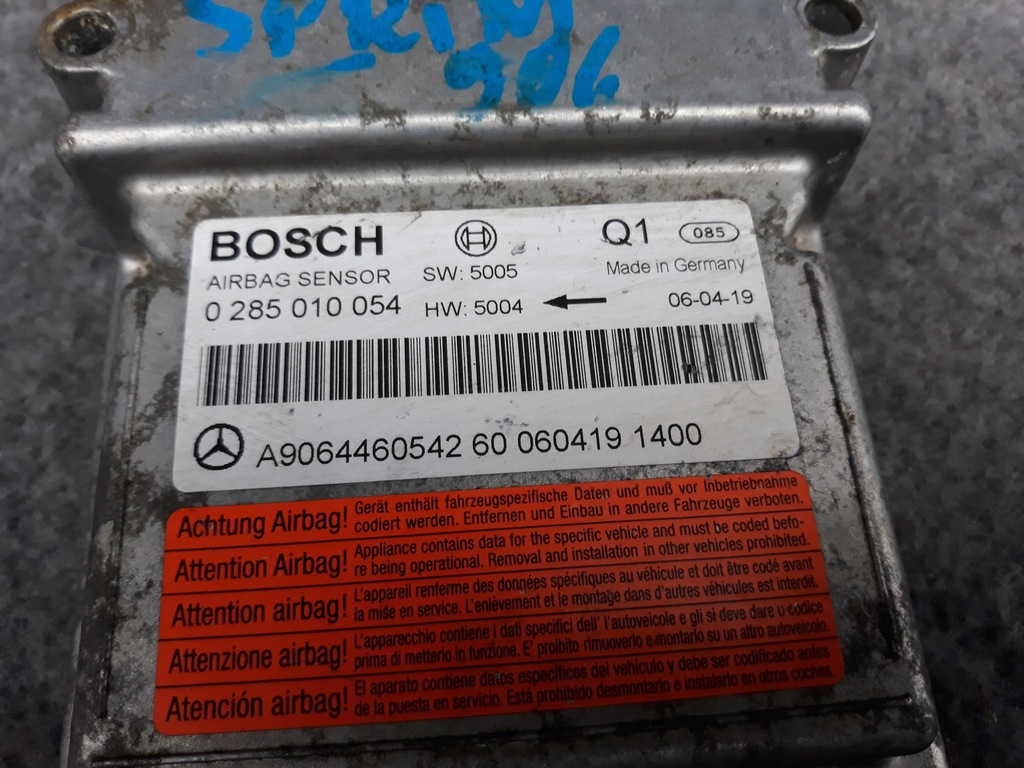 SPRIN
906
BOSCH
Q1
085
AIRBAG SENSOR
SW: 5005
Made in Germany
0 285 010 054
HW: 5004
06-04-19
A9064460542 60 060419 1400
Achtung Airbag!
Gerät enthält fahrzeugspezifische Daten und muß vor Inbetriebnahme
codiert werden. Entfernen und Einbau in andere Fahrzeuge verboten.
Attention Airbag!
Appliance contains data for the specific vehicle and must be coded befo-
re being operational. Removal and installation in other vehicles prohibited.
Attention airbag!
L'appareil renferme des données spécifiques au véhicule et doit être codé avant
la mise en service. L'enlèvement et le montage dans d'autres véhicules est interdit.
Attenzione airbag!
L'apparecchio contiene i dati specifici dell' l'autoveicolo e gli si deve dare u codice
prima di metterlo in funzione. E' proibito rimuoverlo e montarlo su un altro autoveicolo.
Atención airbag!
El aparato contiene datos específicos del vehículo y debe ser codificado antes
de la puesta en servicio. Está prohibido desmontarlo e instalarlo en otros coches.